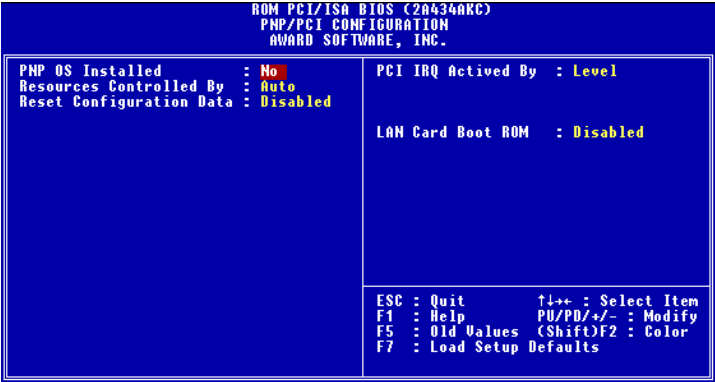 ROM PCI/ISA BIOS (2A434AKC)
PNP/PCI CONFIGURATION
AWARD SOFTWARE, INC.
PNP OS Installed : No
Resources Controlled By : Auto
Reset Configuration Data : Disabled
PCI IRQ Actived By : Level
LAN Card Boot ROM : Disabled
ESC : Quit ↑↓→← : Select Item
F1 : Help PU/PD/+/- : Modify
F5 : Old Values (Shift)F2 : Color
F7 : Load Setup Defaults